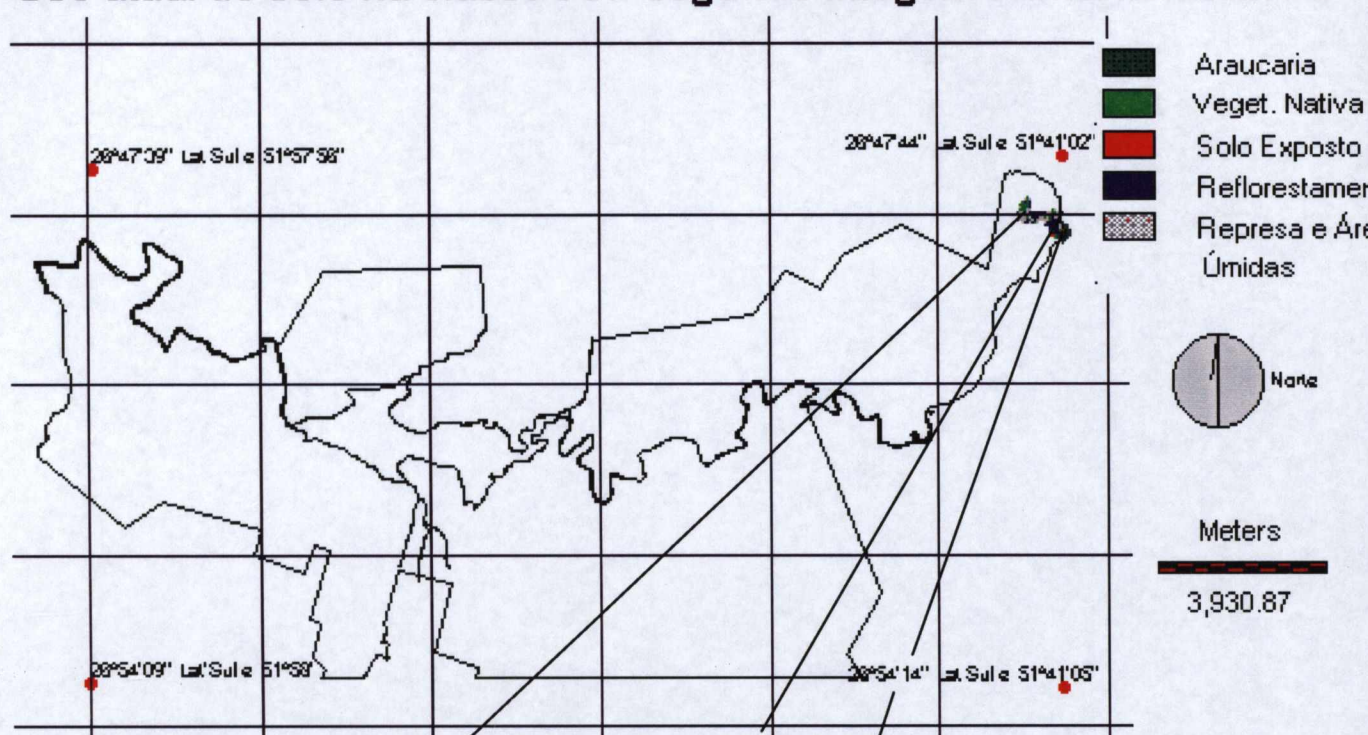 Araucaria
Veget. Nativa
28°47'39" Lat Sul e 51°57'58"
28°47'44" Lat Sul e 51°41'02"
Solo Exposto
Reflorestamen
Represa e Áre
Úmidas
Norte
Meters
3,930.87
28°54'09" Lat Sul e 51°58'
28°54'14" Lat Sul e 51°41'05"